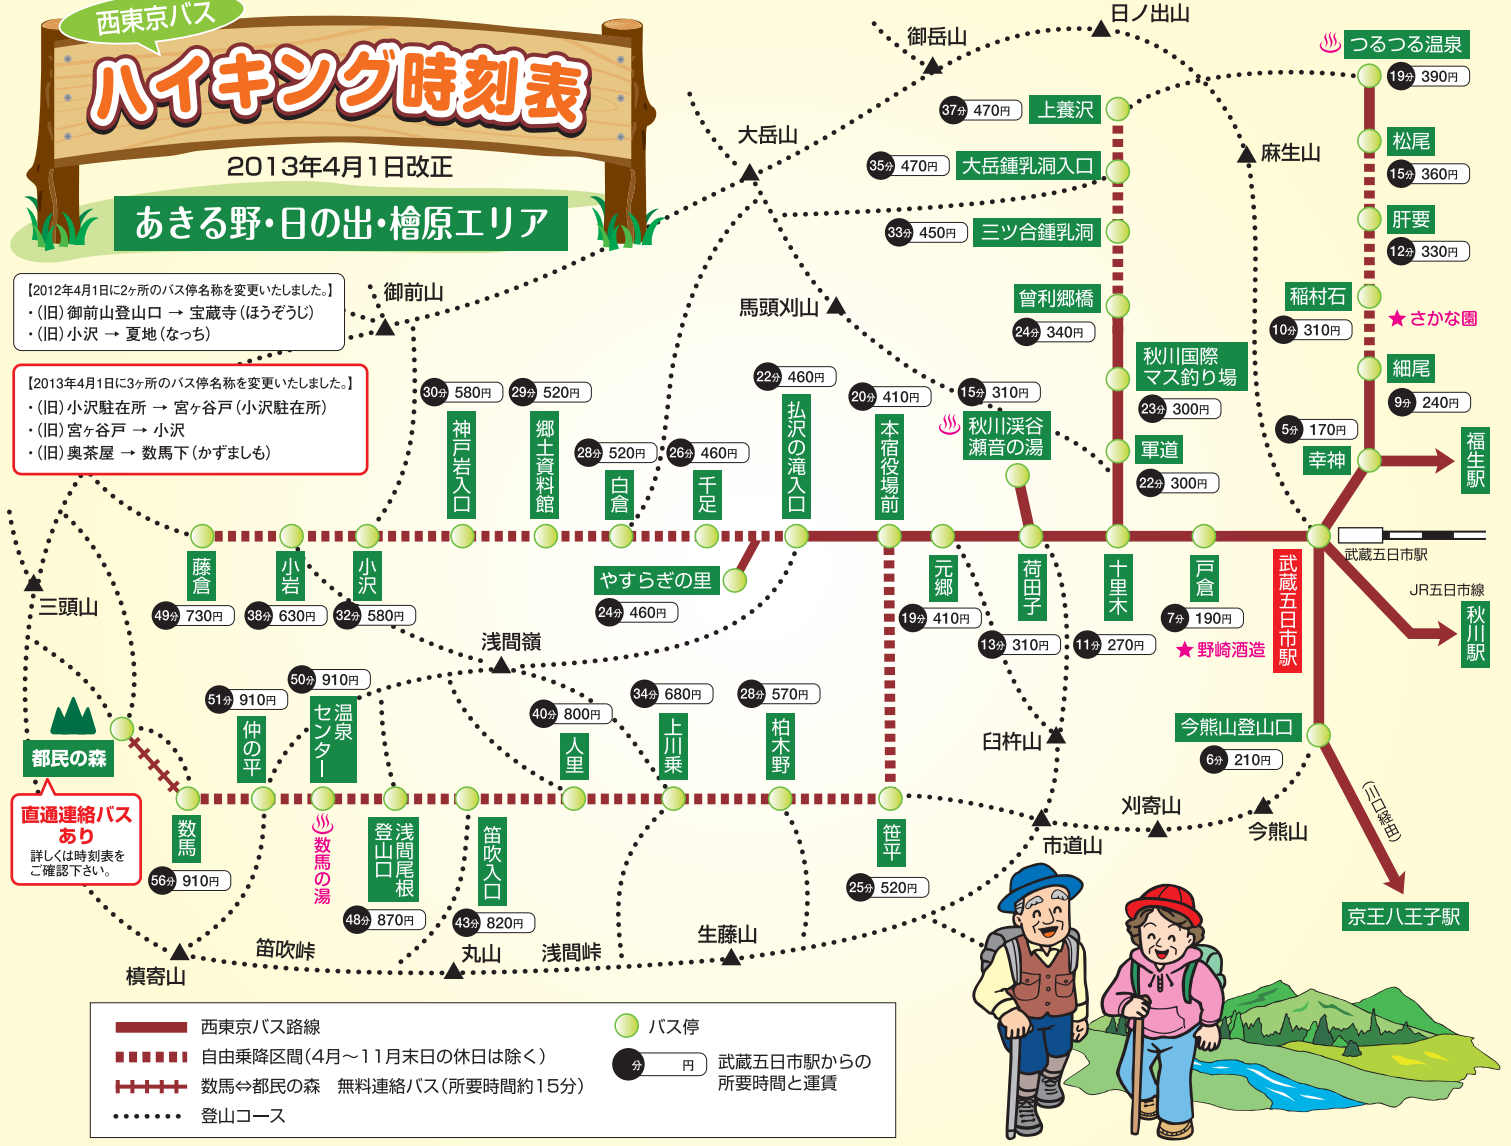 西東京バス
ハイキング時刻表
2013年4月1日改正
あきる野・日の出・檜原エリア
【2012年4月1日に2ヶ所のバス停名称を変更いたしました。】
・(旧)御前山登山口 → 宝蔵寺(ほうぞうじ)
・(旧)小沢 → 夏地(なっち)
【2013年4月1日に3ヶ所のバス停名称を変更いたしました。】
・(旧)小沢駐在所 → 宮ヶ谷戸(小沢駐在所)
・(旧)宮ヶ谷戸 → 小沢
・(旧)奥茶屋 → 数馬下(かずましも)
日ノ出山
御岳山
大岳山
麻生山
御前山
馬頭刈山
つるつる温泉
19分 390円
松尾
15分 360円
肝要
12分 330円
稲村石
10分 310円
★さかな園
細尾
9分 240円
5分 170円
幸神
福生駅
37分 470円
上養沢
35分 470円
大岳鍾乳洞入口
33分 450円
三ツ合鍾乳洞
曾利郷橋
24分 340円
秋川国際
マス釣り場
23分 300円
軍道
22分 300円
15分 310円
秋川渓谷
瀬音の湯
20分 410円
本宿役場前
22分 460円
払沢の滝入口
26分 460円
千足
28分 520円
白倉
29分 520円
郷土資料館
30分 580円
神戸岩入口
藤倉
49分 730円
小岩
38分 630円
小沢
32分 580円
やすらぎの里
24分 460円
元郷
19分 410円
荷田子
13分 310円
十里木
11分 270円
戸倉
7分 190円
★野崎酒造
武蔵五日市駅
武蔵五日市駅
JR五日市線
秋川駅
三頭山
浅間嶺
臼杵山
今熊山登山口
6分 210円
刈寄山
今熊山
市道山
(川口経由)
京王八王子駅
都民の森
直通連絡バス
あり
詳しくは時刻表を
ご確認下さい。
数馬
56分 910円
51分 910円
仲の平
50分 910円
温泉
センター
数馬の湯
浅間尾根
登山口
48分 870円
笛吹入口
43分 820円
40分 800円
人里
34分 680円
上川乗
28分 570円
柏木野
笹平
25分 520円
槙寄山
笛吹峠
丸山
浅間峠
生藤山
西東京バス路線
自由乗降区間(4月～11月末日の休日は除く)
数馬⇔都民の森　無料連絡バス(所要時間約15分)
登山コース
バス停
分 円
武蔵五日市駅からの
所要時間と運賃